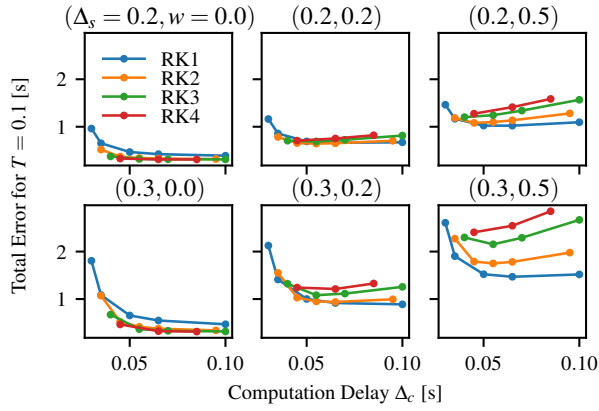 (Δ_s = 0.2, w = 0.0)
(0.2, 0.2)
(0.2, 0.5)
RK1
RK2
RK3
RK4
2
1
(0.3, 0.0)
(0.3, 0.2)
(0.3, 0.5)
2
1
0.05
0.10
0.05
0.10
0.05
0.10
Total Error for T = 0.1 [s]
Computation Delay Δ_c [s]